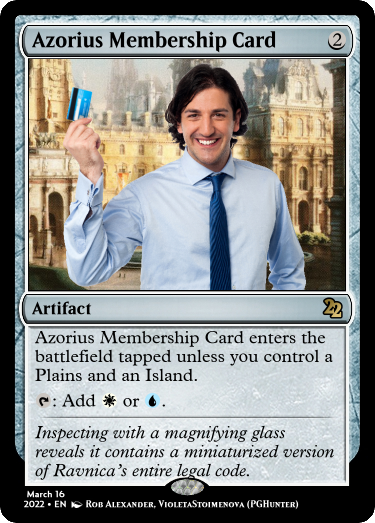 Azorius Membership Card 2
Artifact 22
Azorius Membership Card enters the
battlefield tapped unless you control a
Plains and an Island.
: Add or .
Inspecting with a magnifying glass
reveals it contains a miniaturized version
of Ravnica's entire legal code.
March 16
2022 • EN Rob Alexander, VioletaStoimenova (PGHunter)